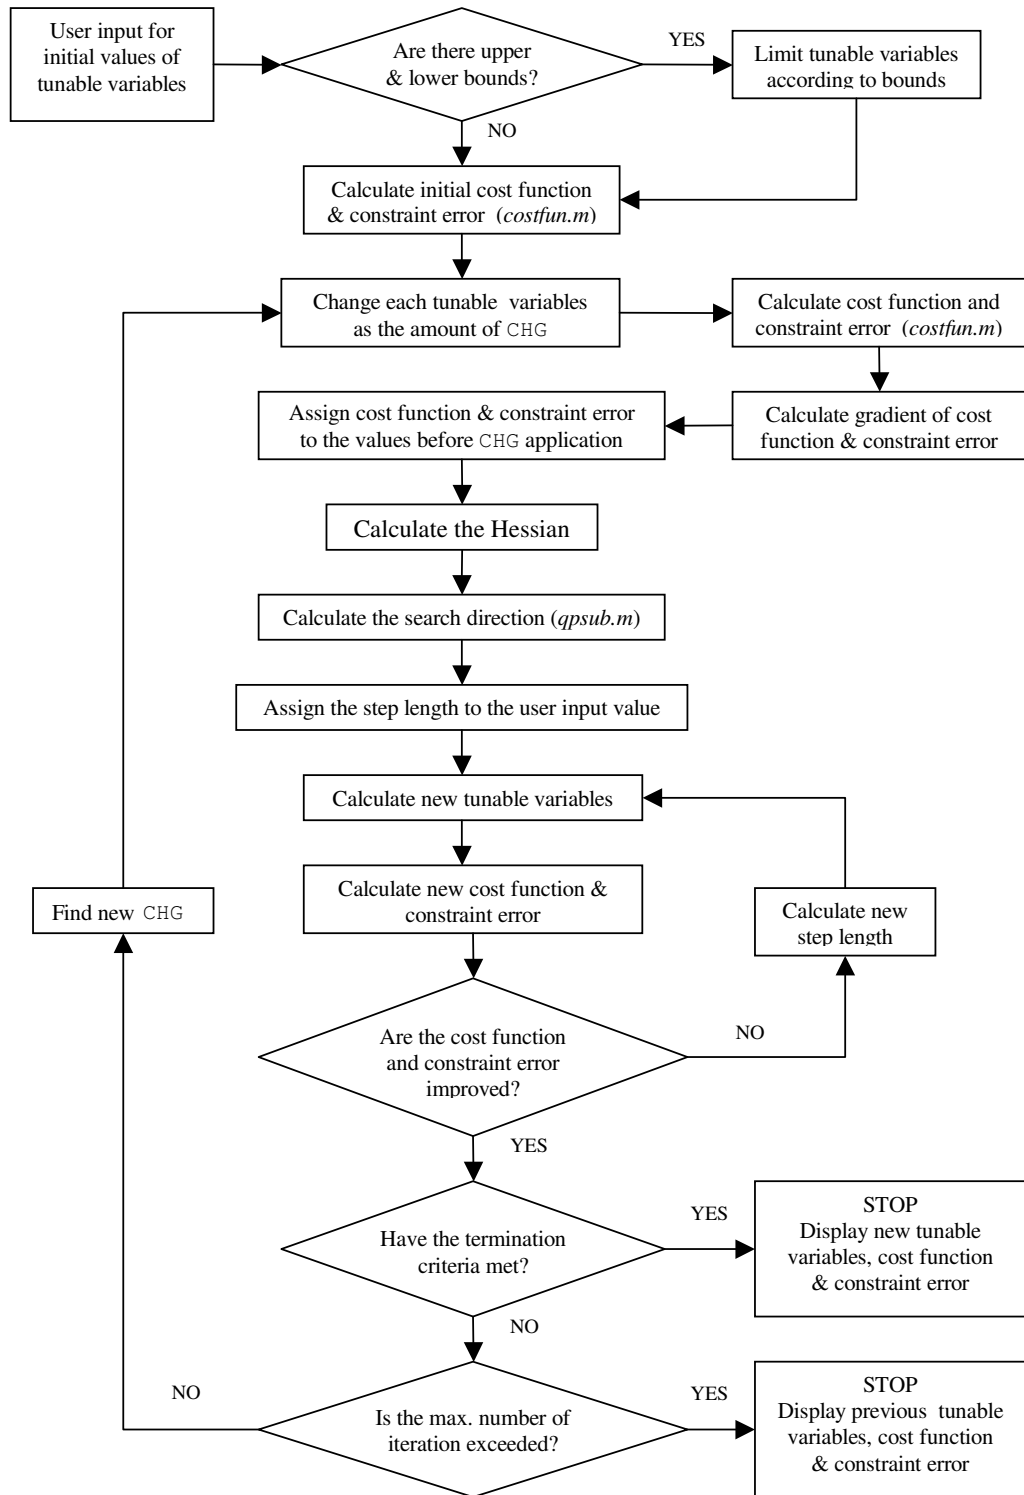 User input for
initial values of
tunable variables
Are there upper
& lower bounds?
YES
Limit tunable variables
according to bounds
NO
Calculate initial cost function
& constraint error (costfun.m)
Change each tunable variables
as the amount of CHG
Calculate cost function and
constraint error (costfun.m)
Assign cost function & constraint error
to the values before CHG application
Calculate gradient of cost
function & constraint error
Calculate the Hessian
Calculate the search direction (qpsub.m)
Assign the step length to the user input value
Calculate new tunable variables
Find new CHG
Calculate new cost function &
constraint error
Calculate new
step length
Are the cost function
and constraint error
improved?
NO
YES
Have the termination
criteria met?
YES
STOP
Display new tunable
variables, cost function
& constraint error
NO
NO
Is the max. number of
iteration exceeded?
YES
STOP
Display previous tunable
variables, cost function
& constraint error